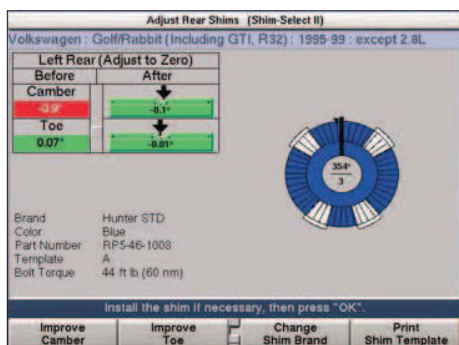 Adjust Rear Shims (Shim-Select II)
Volkswagen : Golf/Rabbit (Including GTI, R32) : 1995-99 : except 2.8L
Left Rear (Adjust to Zero)
Before After
Camber
-0.9° -0.1°
Toe
0.07° -0.01°
354°
3
Brand Hunter STD
Color Blue
Part Number RP5-46-1003
Template A
Bolt Torque 44 ft lb (60 nm)
Install the shim if necessary, then press "OK".
Improve Camber
Improve Toe
Change Shim Brand
Print Shim Template